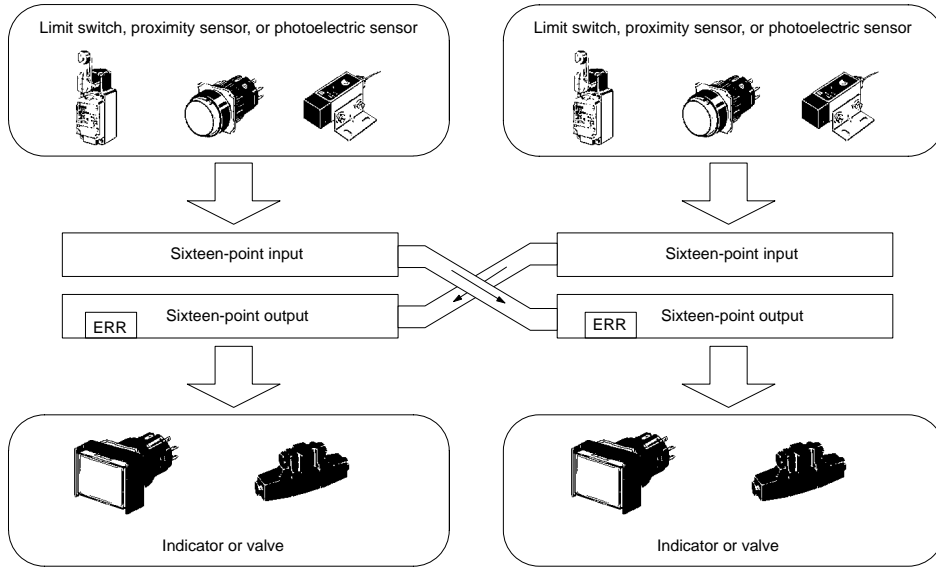 Limit switch, proximity sensor, or photoelectric sensor
Limit switch, proximity sensor, or photoelectric sensor
Sixteen-point input
Sixteen-point input
Sixteen-point output
ERR
Sixteen-point output
ERR
Indicator or valve
Indicator or valve